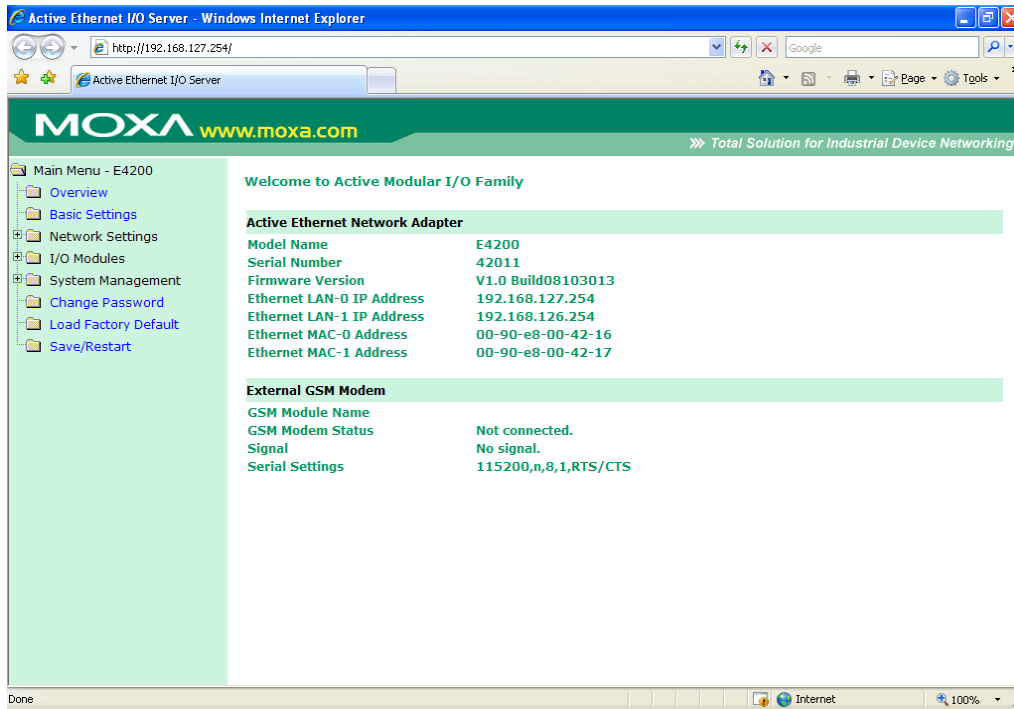 Active Ethernet I/O Server - Windows Internet Explorer
http://192.168.127.254/
Google
Active Ethernet I/O Server
Page
Tools
MOXA www.moxa.com
Total Solution for Industrial Device Networking
Main Menu - E4200
Overview
Basic Settings
Network Settings
I/O Modules
System Management
Change Password
Load Factory Default
Save/Restart
Welcome to Active Modular I/O Family
Active Ethernet Network Adapter
Model Name E4200
Serial Number 42011
Firmware Version V1.0 Build08103013
Ethernet LAN-0 IP Address 192.168.127.254
Ethernet LAN-1 IP Address 192.168.126.254
Ethernet MAC-0 Address 00-90-e8-00-42-16
Ethernet MAC-1 Address 00-90-e8-00-42-17
External GSM Modem
GSM Module Name
GSM Modem Status Not connected.
Signal No signal.
Serial Settings 115200,n,8,1,RTS/CTS
Done
Internet
100%